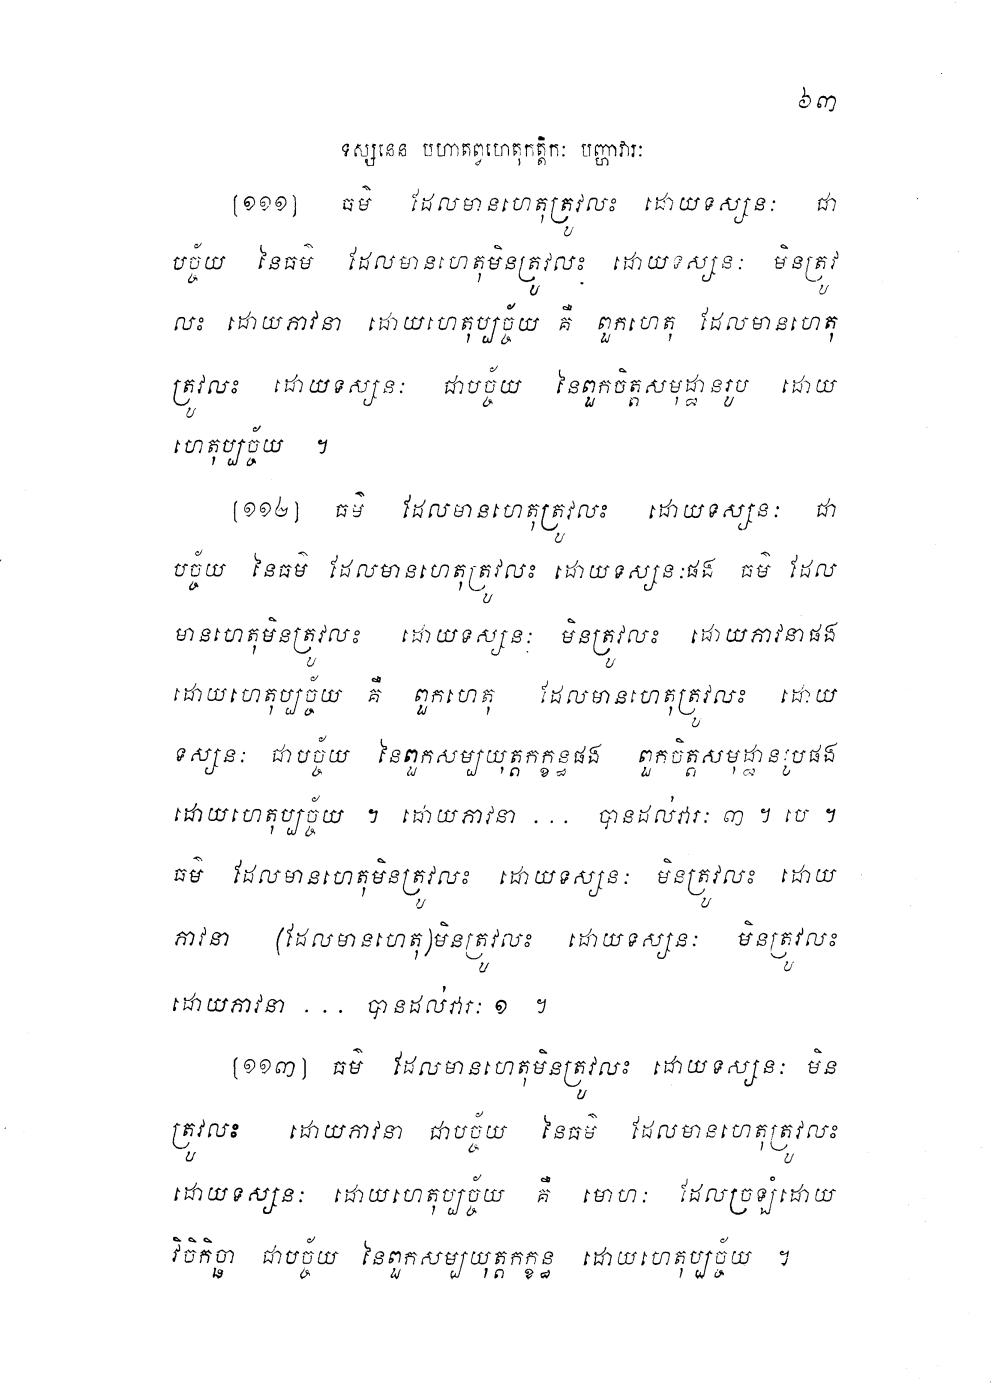 ៦៣
ទស្សនេន បហាតព្វហេតុកត្តិកៈ បញ្ហាវារៈ
(១១១) ធម៌ ដែលមានហេតុត្រូវលះ ដោយទស្សនៈ ជា
បច្ច័យ នៃធម៌ ដែលមានហេតុមិនត្រូវលះ ដោយទស្សនៈ មិនត្រូវ
លះ ដោយភាវនា ដោយហេតុប្បច្ច័យ គឺ ពួកហេតុ ដែលមានហេតុ
ត្រូវលះ ដោយទស្សនៈ ជាបច្ច័យ នៃពួកចិត្តសមុដ្ឋានរូប ដោយ
ហេតុប្បច្ច័យ ។
(១១២) ធម៌ ដែលមានហេតុត្រូវលះ ដោយទស្សនៈ ជា
បច្ច័យ នៃធម៌ ដែលមានហេតុត្រូវលះ ដោយទស្សនៈផង ធម៌ ដែល
មានហេតុមិនត្រូវលះ ដោយទស្សនៈ មិនត្រូវលះ ដោយភាវនាផង
ដោយហេតុប្បច្ច័យ គឺ ពួកហេតុ ដែលមានហេតុត្រូវលះ ដោយ
ទស្សនៈ ជាបច្ច័យ នៃពួកសម្បយុត្តកក្ខន្ធផង ពួកចិត្តសមុដ្ឋានរូបផង
ដោយហេតុប្បច្ច័យ ។ ដោយភាវនា ... បានដល់វារៈ ៣ ។ បេ ។
ធម៌ ដែលមានហេតុមិនត្រូវលះ ដោយទស្សនៈ មិនត្រូវលះ ដោយ
ភាវនា (ដែលមានហេតុ)មិនត្រូវលះ ដោយទស្សនៈ មិនត្រូវលះ
ដោយភាវនា ... បានដល់វារៈ ១ ។
(១១៣) ធម៌ ដែលមានហេតុមិនត្រូវលះ ដោយទស្សនៈ មិន
ត្រូវលះ ដោយភាវនា ជាបច្ច័យ នៃធម៌ ដែលមានហេតុត្រូវលះ
ដោយទស្សនៈ ដោយហេតុប្បច្ច័យ គឺ មោហៈ ដែលច្រឡំដោយ
វិចិកិច្ឆា ជាបច្ច័យ នៃពួកសម្បយុត្តកក្ខន្ធ ដោយហេតុប្បច្ច័យ ។